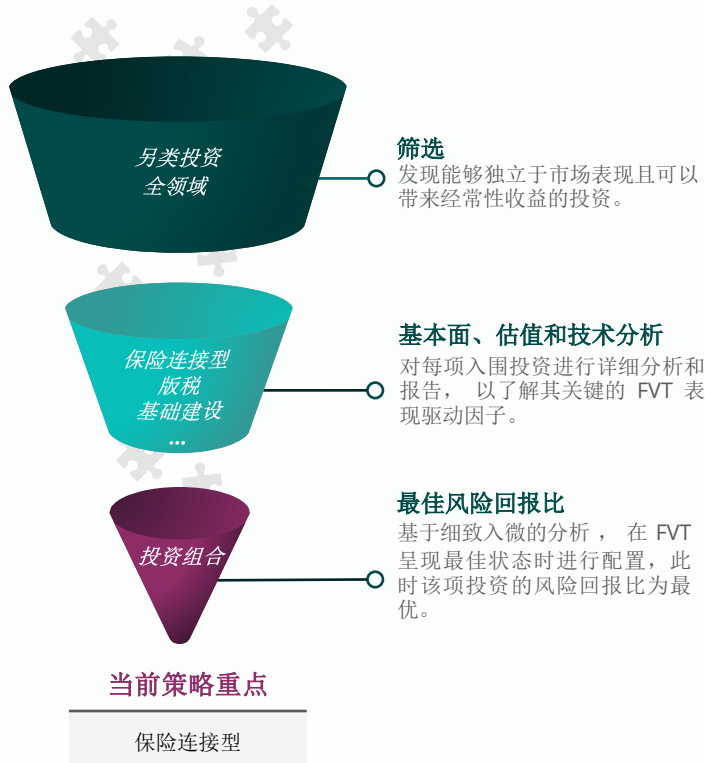 另类投资
全领域
筛选
发现能够独立于市场表现且可以
带来经常性收益的投资。
保险连接型
版税
基础建设
...
基本面、估值和技术分析
对每项入围投资进行详细分析和
报告， 以了解其关键的 FVT 表
现驱动因子。
投资组合
最佳风险回报比
基于细致入微的分析 ， 在 FVT
呈现最佳状态时进行配置，此
时该项投资的风险回报比为最
优。
当前策略重点
保险连接型